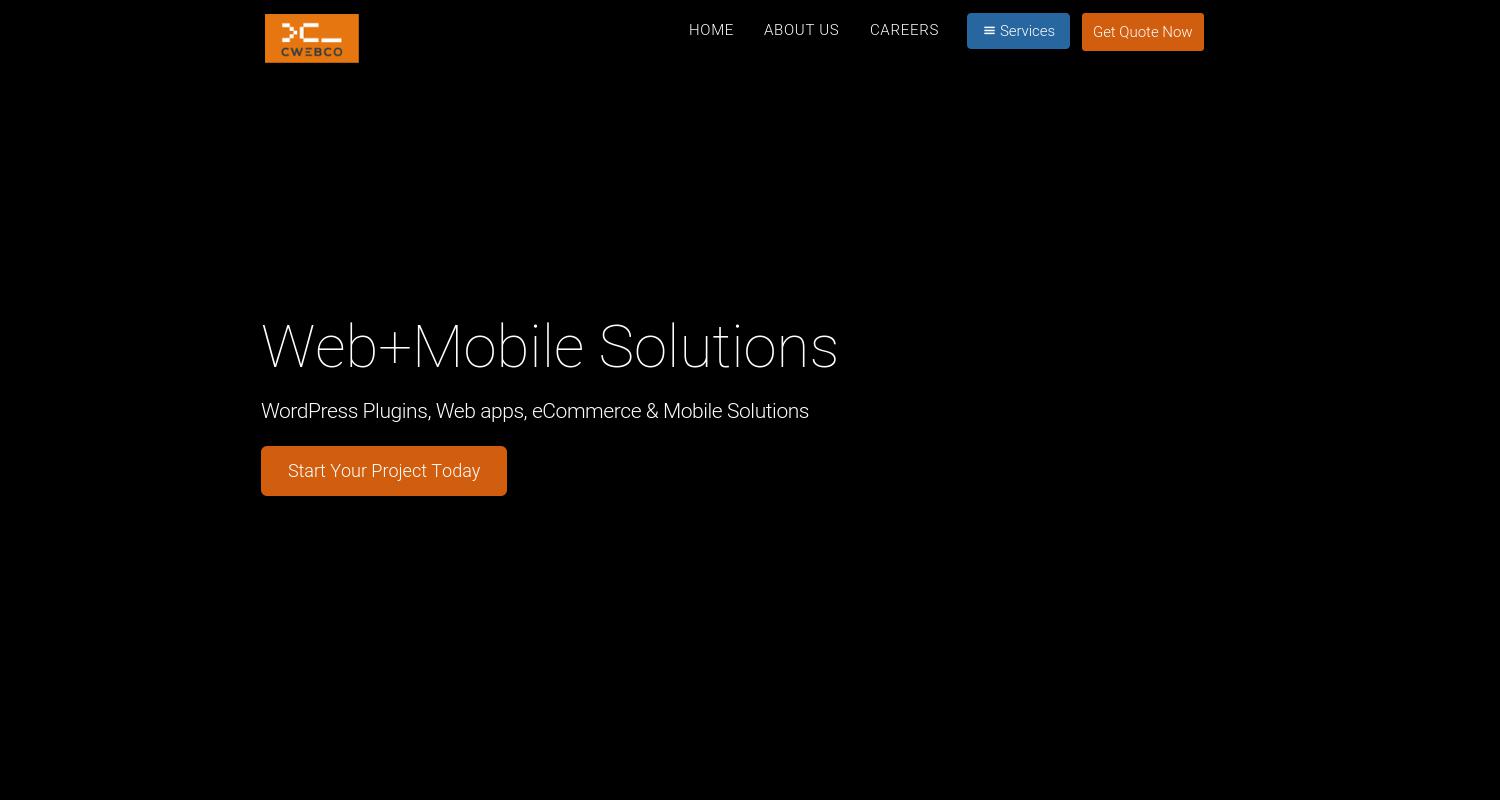 CWEBCO
HOME ABOUT US CAREERS Services Get Quote Now
Web+Mobile Solutions
WordPress Plugins, Web apps, eCommerce & Mobile Solutions
Start Your Project Today